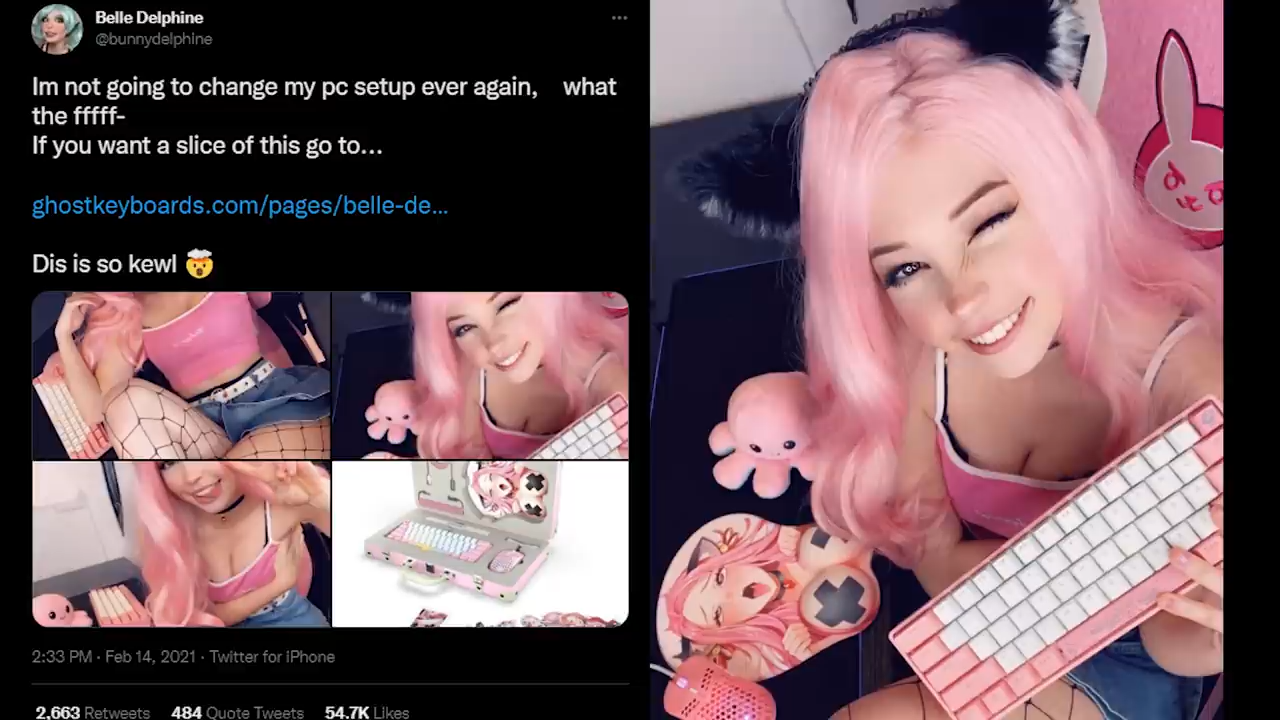 Belle Delphine
@bunnydelphine
Im not going to change my pc setup ever again, what
the fffff-
If you want a slice of this go to...
ghostkeyboards.com/pages/belle-de...
Dis is so kewl 🤯
2:33 PM · Feb 14, 2021 · Twitter for iPhone
2,663 Retweets 484 Quote Tweets 54.7K Likes